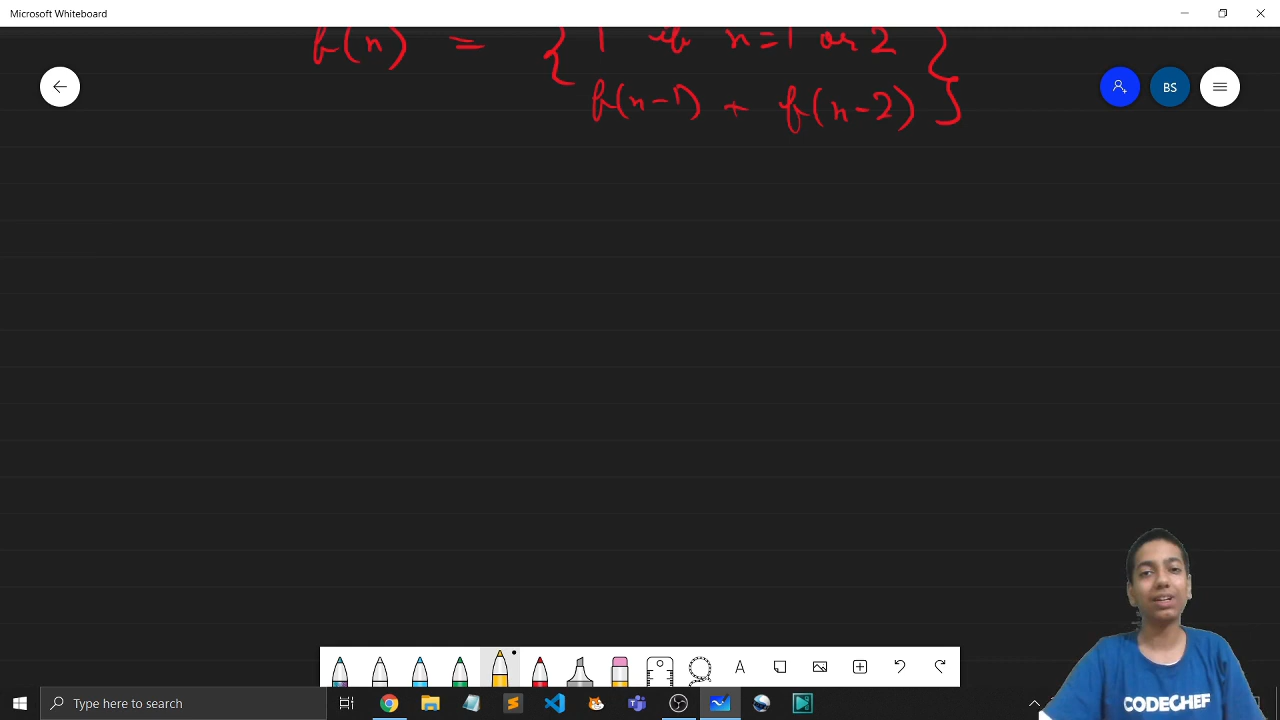 Microsoft Whiteboard
f(n) = { 1 if n=1 or 2 }
f(n-1) + f(n-2) }
BS
A
Type here to search
CODECHEF